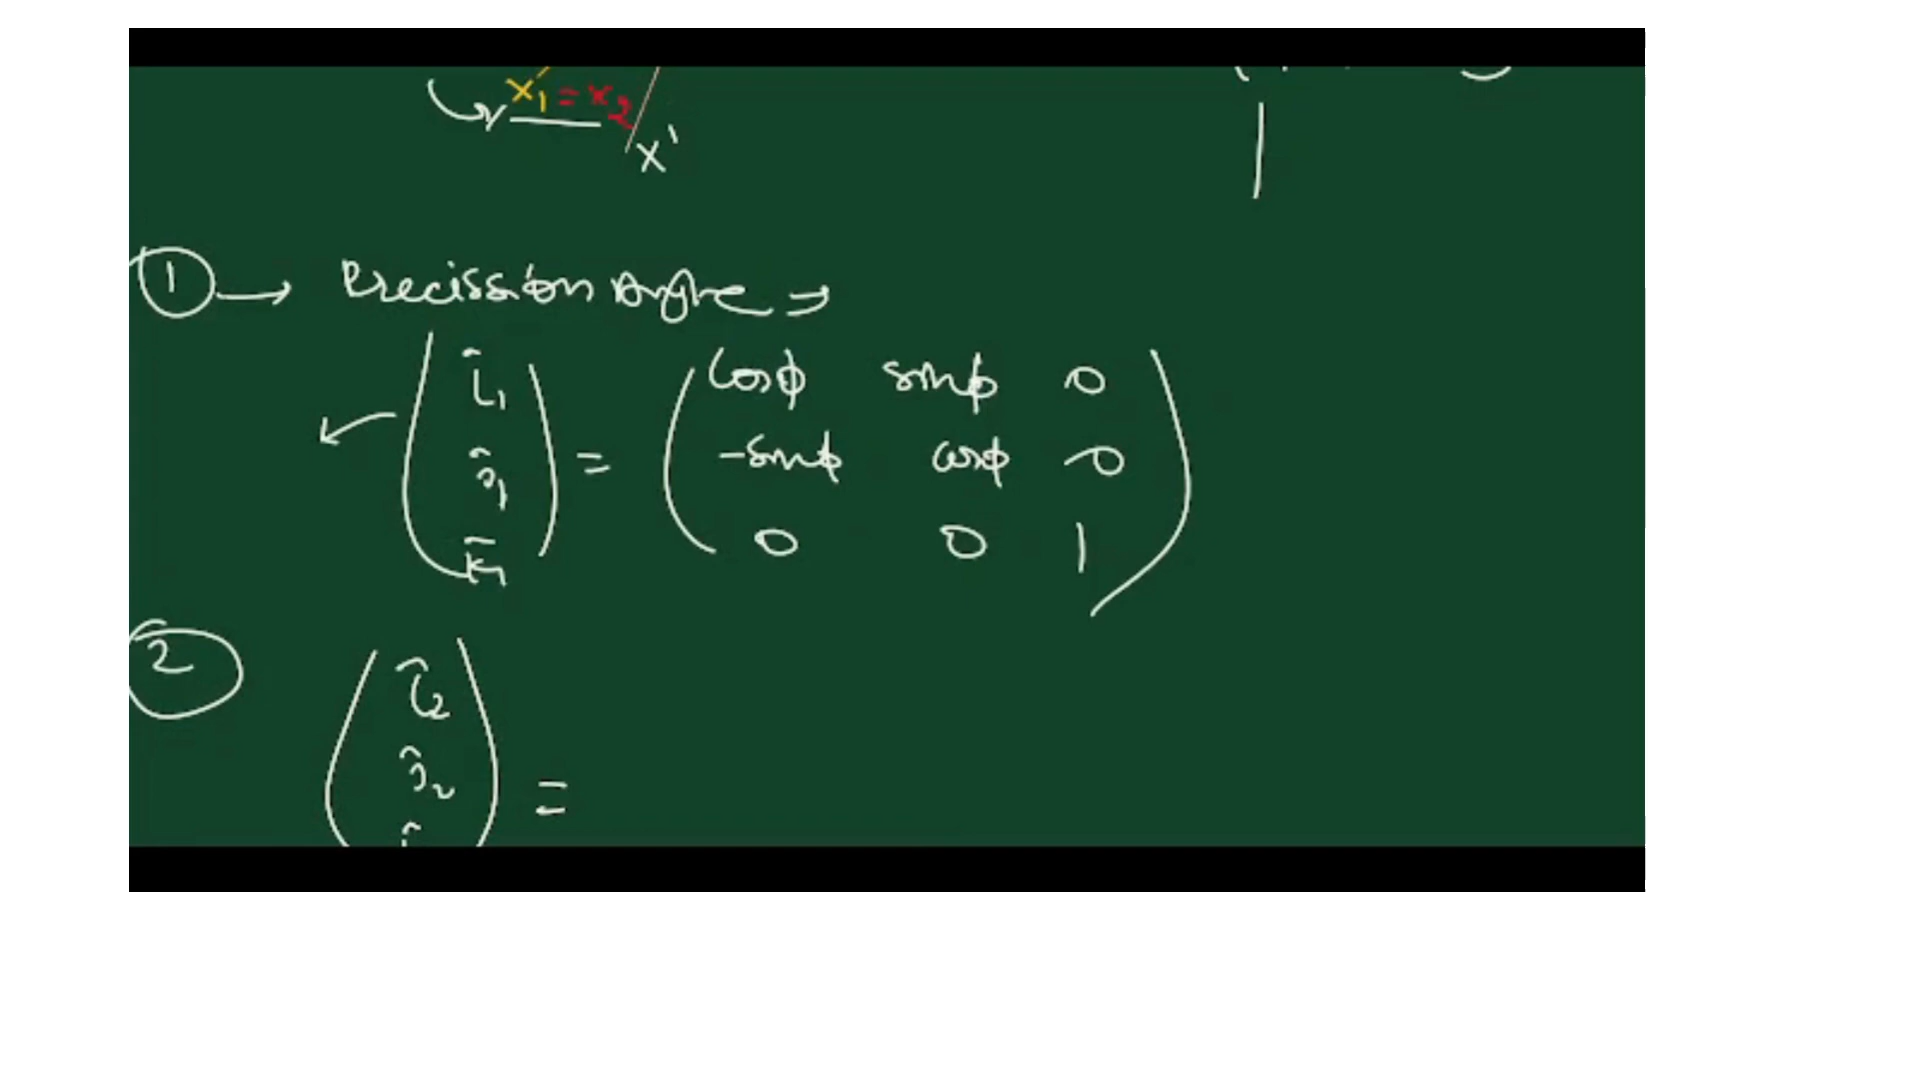 x₁ = x₂
x'
① → Precission Angle ⇒
( î₁ ĵ₁ k̂₁ ) = ( cosϕ sinϕ 0
-sinϕ cosϕ 0
0 0 1 )
② ( î₂ ĵ₂
=